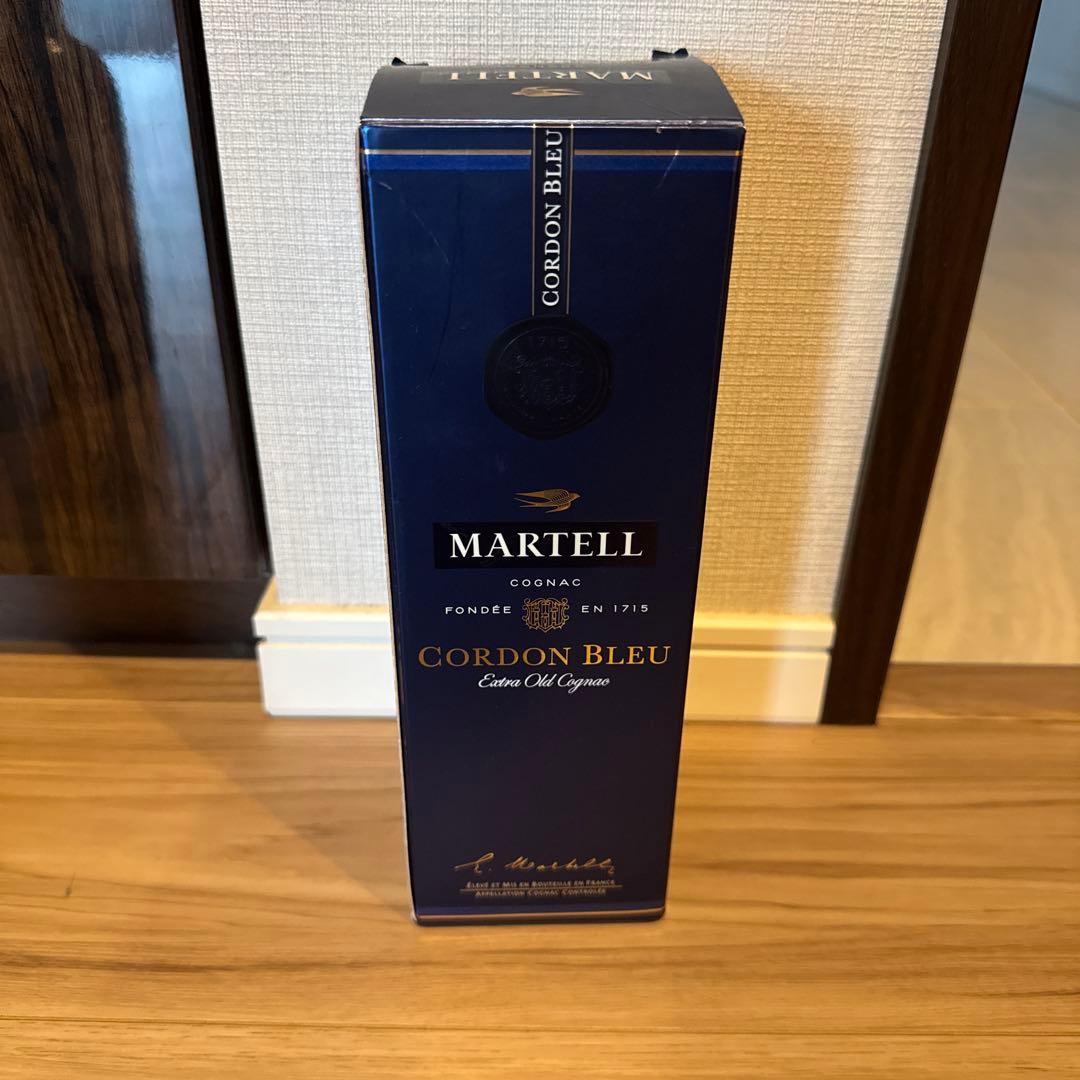 MARTELL
CORDON BLEU
1715
MARTELL
COGNAC
FONDÉE EN 1715
CORDON BLEU
Extra Old Cognac
ÉLEVÉ ET MIS EN BOUTEILLE EN FRANCE
APPELLATION COGNAC CONTRÔLÉE